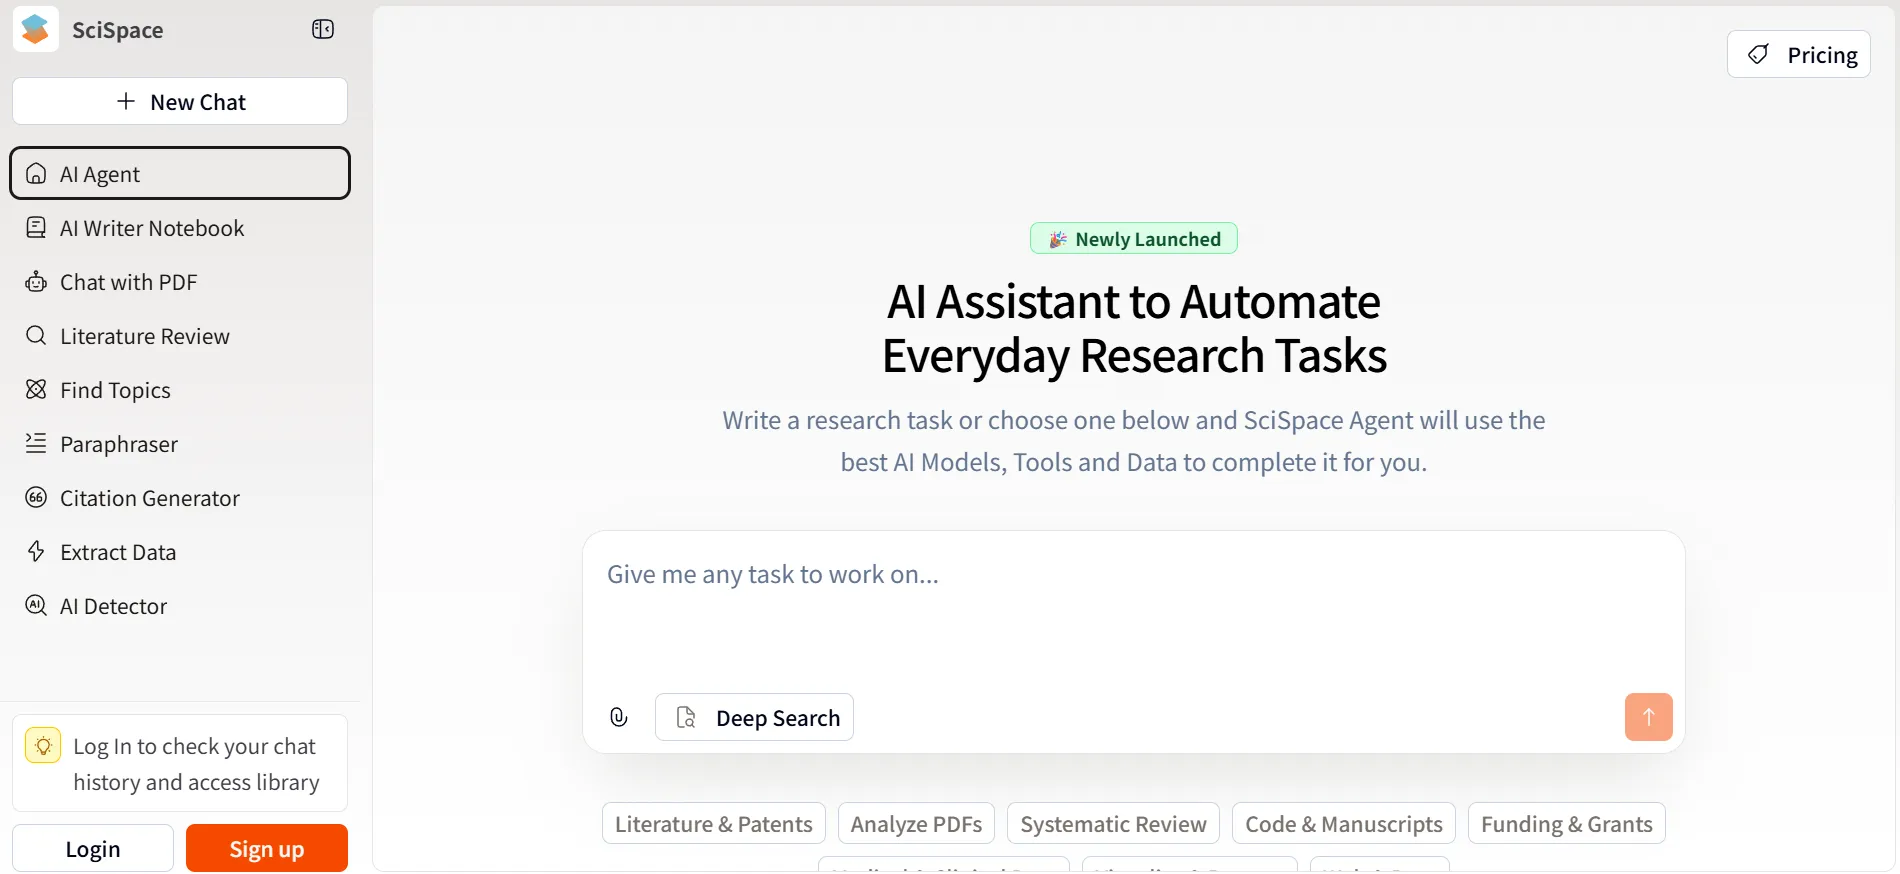 SciSpace
New Chat
AI Agent
AI Writer Notebook
Chat with PDF
Literature Review
Find Topics
Paraphraser
Citation Generator
Extract Data
AI Detector
Log In to check your chat
history and access library
Login
Sign up
Pricing
Newly Launched
AI Assistant to Automate
Everyday Research Tasks
Write a research task or choose one below and SciSpace Agent will use the
best AI Models, Tools and Data to complete it for you.
Give me any task to work on...
Deep Search
Literature & Patents
Analyze PDFs
Systematic Review
Code & Manuscripts
Funding & Grants